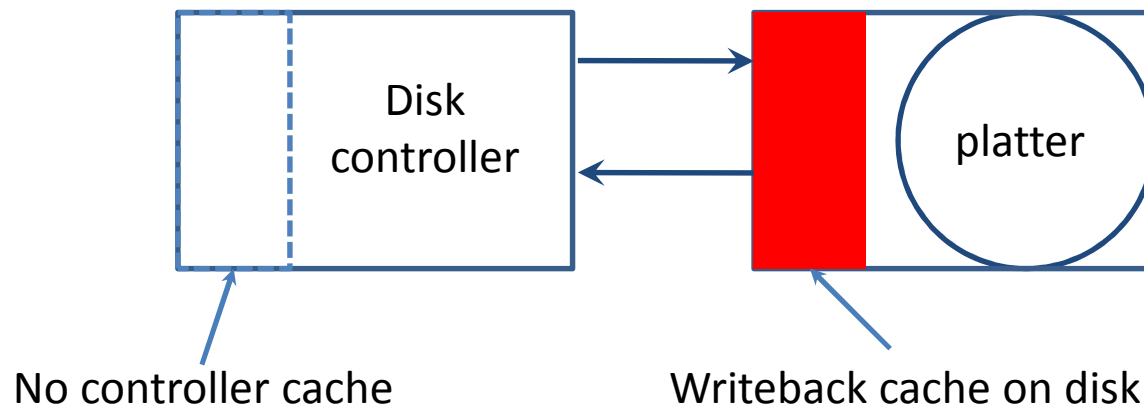 Disk
controller
platter
No controller cache
Writeback cache on disk